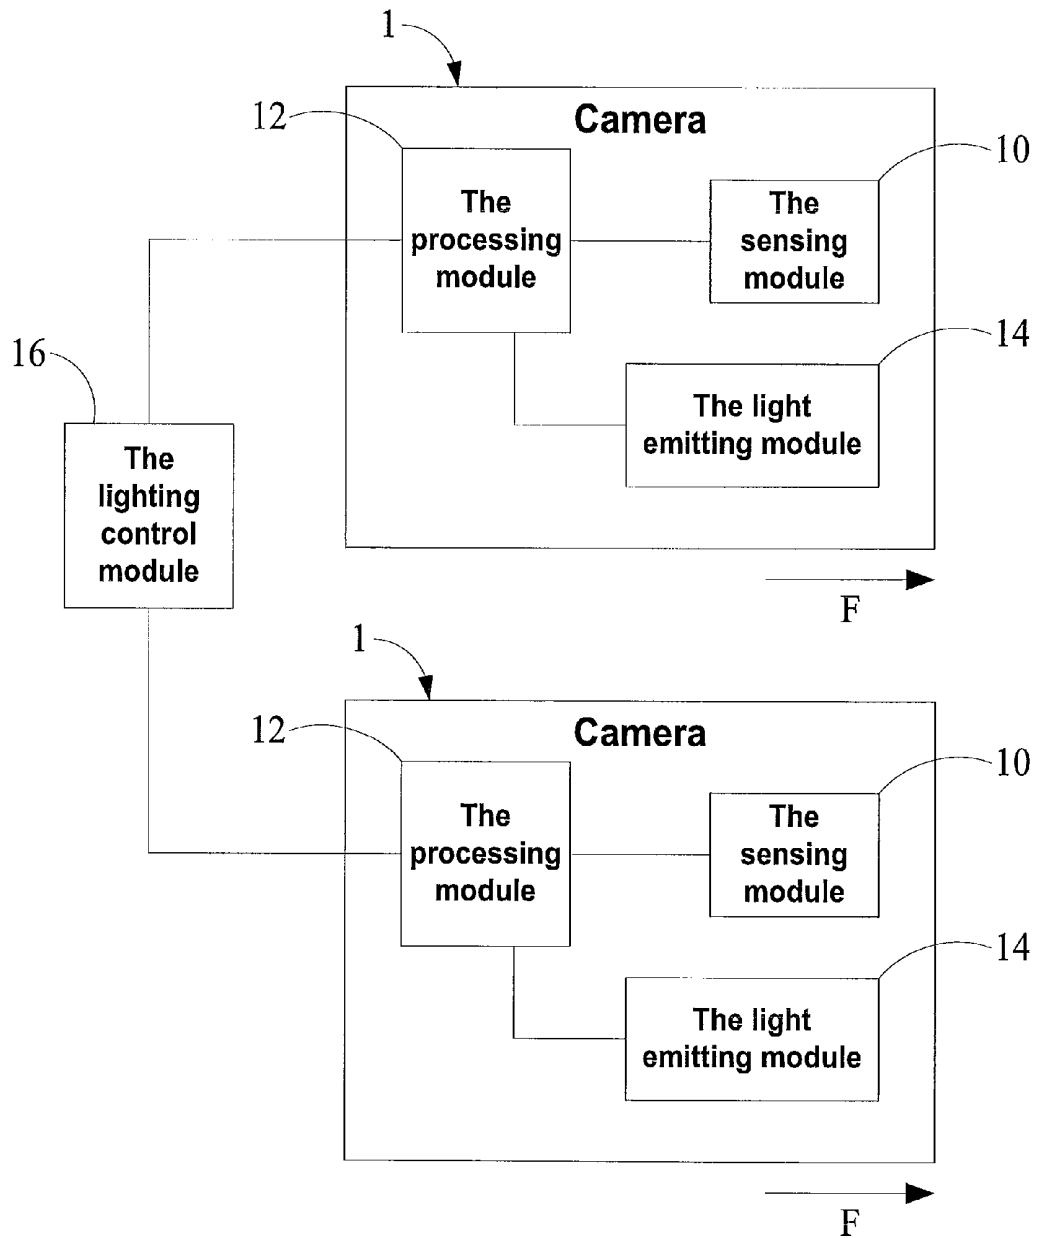 1
Camera
12
The
processing
module
10
The
sensing
module
14
The light
emitting module
16
The
lighting
control
module
F
1
Camera
12
The
processing
module
10
The
sensing
module
14
The light
emitting module
F